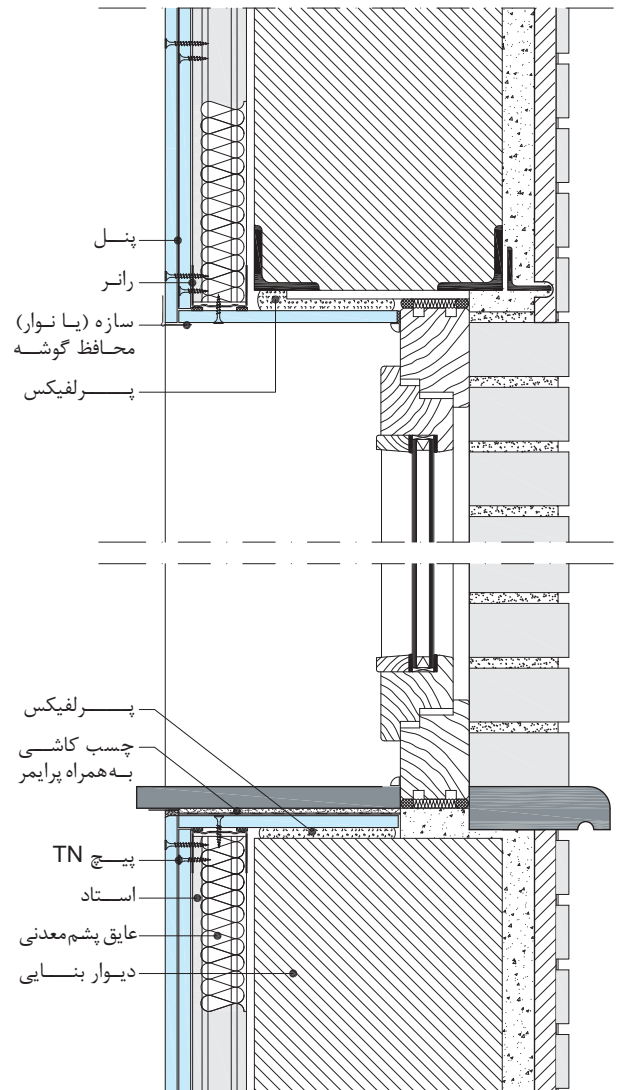 پنل
رانر
سازه (یا نوار)
محافظ گوشه
پرلفیکس
پرلفیکس
چسب کاشی
به‌همراه پرایمر
پیچ TN
استاد
عایق پشم‌معدنی
دیوار بنایی